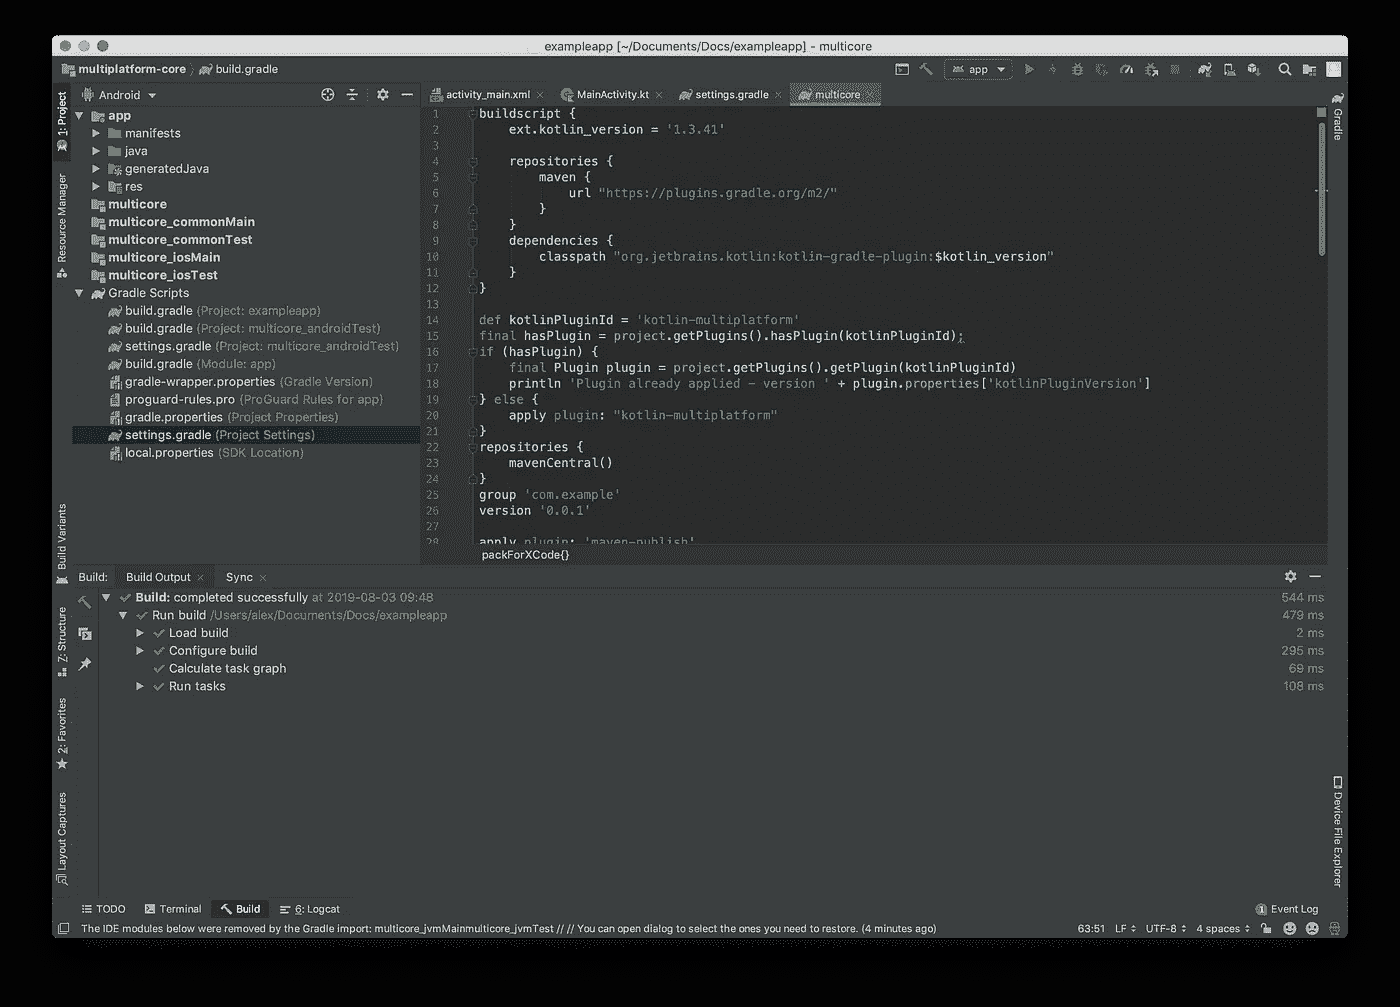 exampleapp [~/Documents/Docs/exampleapp] - multicore
multiplatform-core build.gradle
app
1: Project
Resource Manager
Build Variants
Z: Structure
2: Favorites
Layout Captures
Android
app
manifests
java
generatedJava
res
multicore
multicore_commonMain
multicore_commonTest
multicore_iosMain
multicore_iosTest
Gradle Scripts
build.gradle (Project: exampleapp)
build.gradle (Project: multicore_androidTest)
settings.gradle (Project: multicore_androidTest)
build.gradle (Module: app)
gradle-wrapper.properties (Gradle Version)
proguard-rules.pro (ProGuard Rules for app)
gradle.properties (Project Properties)
settings.gradle (Project Settings)
local.properties (SDK Location)
activity_main.xml MainActivity.kt settings.gradle multicore
1 buildscript {
2 ext.kotlin_version = '1.3.41'
3
4 repositories {
5 maven {
6 url "https://plugins.gradle.org/m2/"
7 }
8 }
9 dependencies {
10 classpath "org.jetbrains.kotlin:kotlin-gradle-plugin:$kotlin_version"
11 }
12 }
13
14 def kotlinPluginId = 'kotlin-multiplatform'
15 final hasPlugin = project.getPlugins().hasPlugin(kotlinPluginId);
16 if (hasPlugin) {
17 final Plugin plugin = project.getPlugins().getPlugin(kotlinPluginId)
18 println 'Plugin already applied - version ' + plugin.properties['kotlinPluginVersion']
19 } else {
20 apply plugin: "kotlin-multiplatform"
21 }
22 repositories {
23 mavenCentral()
24 }
25 group 'com.example'
26 version '0.0.1'
27
28 apply plugin: 'maven-publish'
packForXCode{}
Gradle
Device File Explorer
Build: Build Output Sync
Build: completed successfully at 2019-08-03 09:48 544 ms
Run build /Users/alex/Documents/Docs/exampleapp 479 ms
Load build 2 ms
Configure build 295 ms
Calculate task graph 69 ms
Run tasks 108 ms
TODO Terminal Build 6: Logcat 1 Event Log
The IDE modules below were removed by the Gradle import: multicore_jvmMainmulticore_jvmTest // // You can open dialog to select the ones you need to restore. (4 minutes ago) 63:51 LF UTF-8 4 spaces